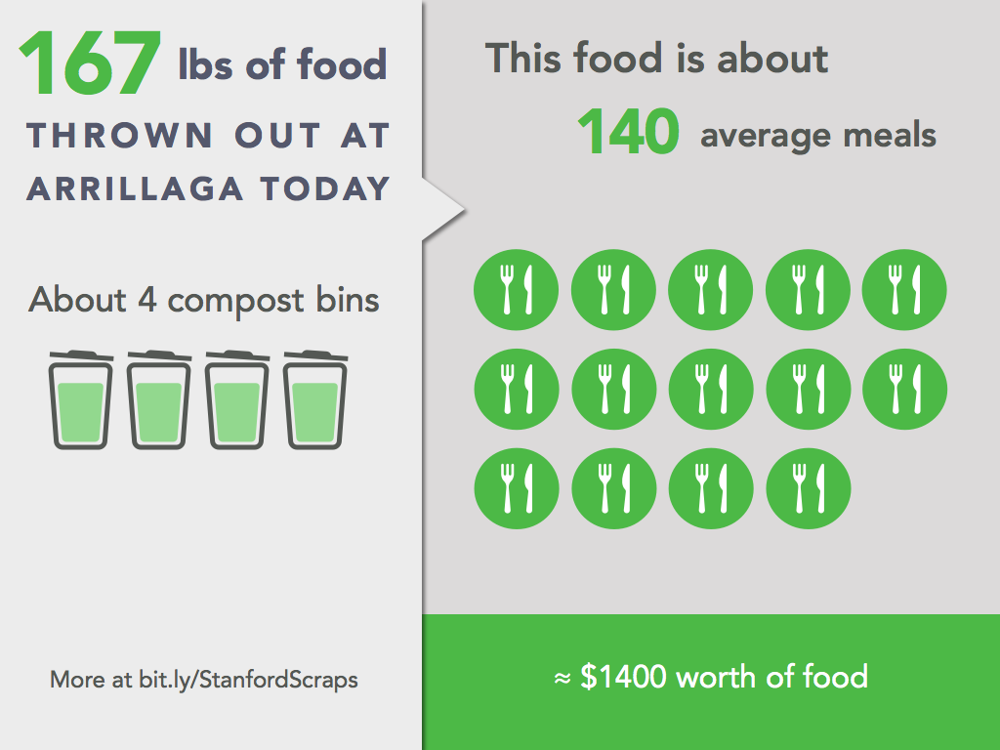 167 lbs of food
THROWN OUT AT
ARRILLAGA TODAY
About 4 compost bins
More at bit.ly/StanfordScraps
This food is about
140 average meals
≈ $1400 worth of food